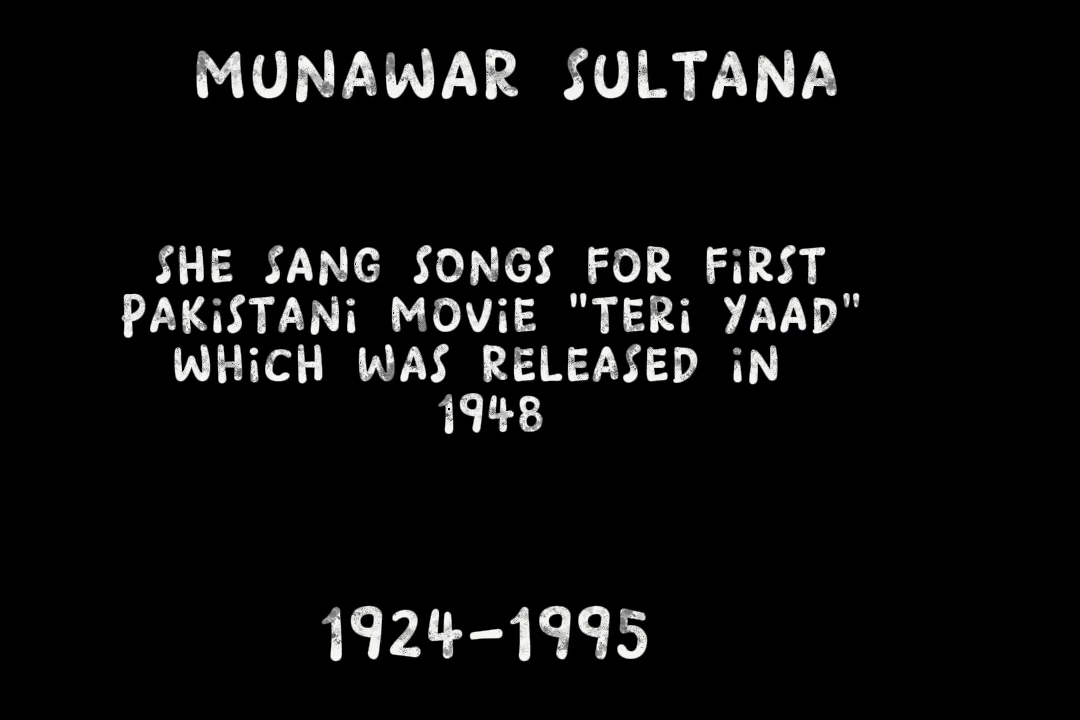 MUNAWAR SULTANA
SHE SANG SONGS FOR FiRST
PAKiSTANi MOViE "TERi YAAD"
WHiCH WAS RELEASED iN
1948
1924-1995